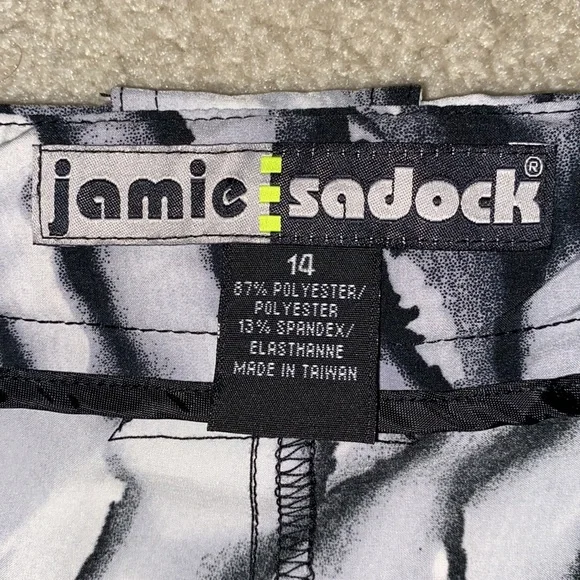 jamie sadock®
14
87% POLYESTER/
POLYESTER
13% SPANDEX/
ELASTHANNE
MADE IN TAIWAN